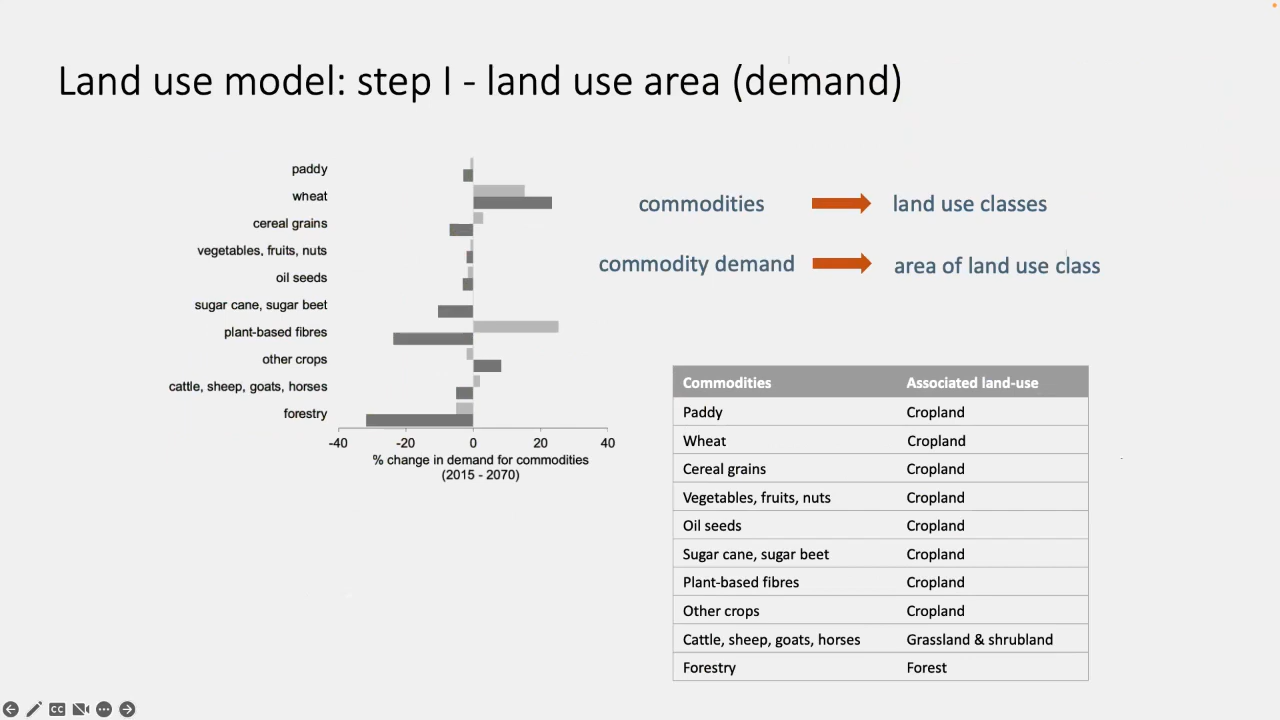 Land use model: step I - land use area (demand)
paddy
wheat
cereal grains
vegetables, fruits, nuts
oil seeds
sugar cane, sugar beet
plant-based fibres
other crops
cattle, sheep, goats, horses
forestry
-40 -20 0 20 40
% change in demand for commodities
(2015 - 2070)
commodities land use classes
commodity demand area of land use class
Commodities Associated land-use
Paddy Cropland
Wheat Cropland
Cereal grains Cropland
Vegetables, fruits, nuts Cropland
Oil seeds Cropland
Sugar cane, sugar beet Cropland
Plant-based fibres Cropland
Other crops Cropland
Cattle, sheep, goats, horses Grassland & shrubland
Forestry Forest
CC